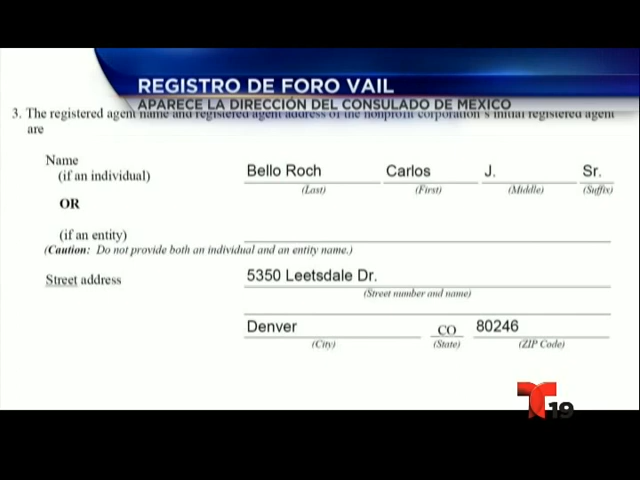 REGISTRO DE FORO VAIL
APARECE LA DIRECCIÓN DEL CONSULADO DE MÉXICO
3. The registered agent name and registered agent address of the nonprofit corporation's initial registered agent
are
Name
(if an individual)
Bello Roch Carlos J. Sr.
(Last) (First) (Middle) (Suffix)
OR
(if an entity)
(Caution: Do not provide both an individual and an entity name.)
Street address 5350 Leetsdale Dr.
(Street number and name)
Denver CO 80246
(City) (State) (ZIP Code)
T 19